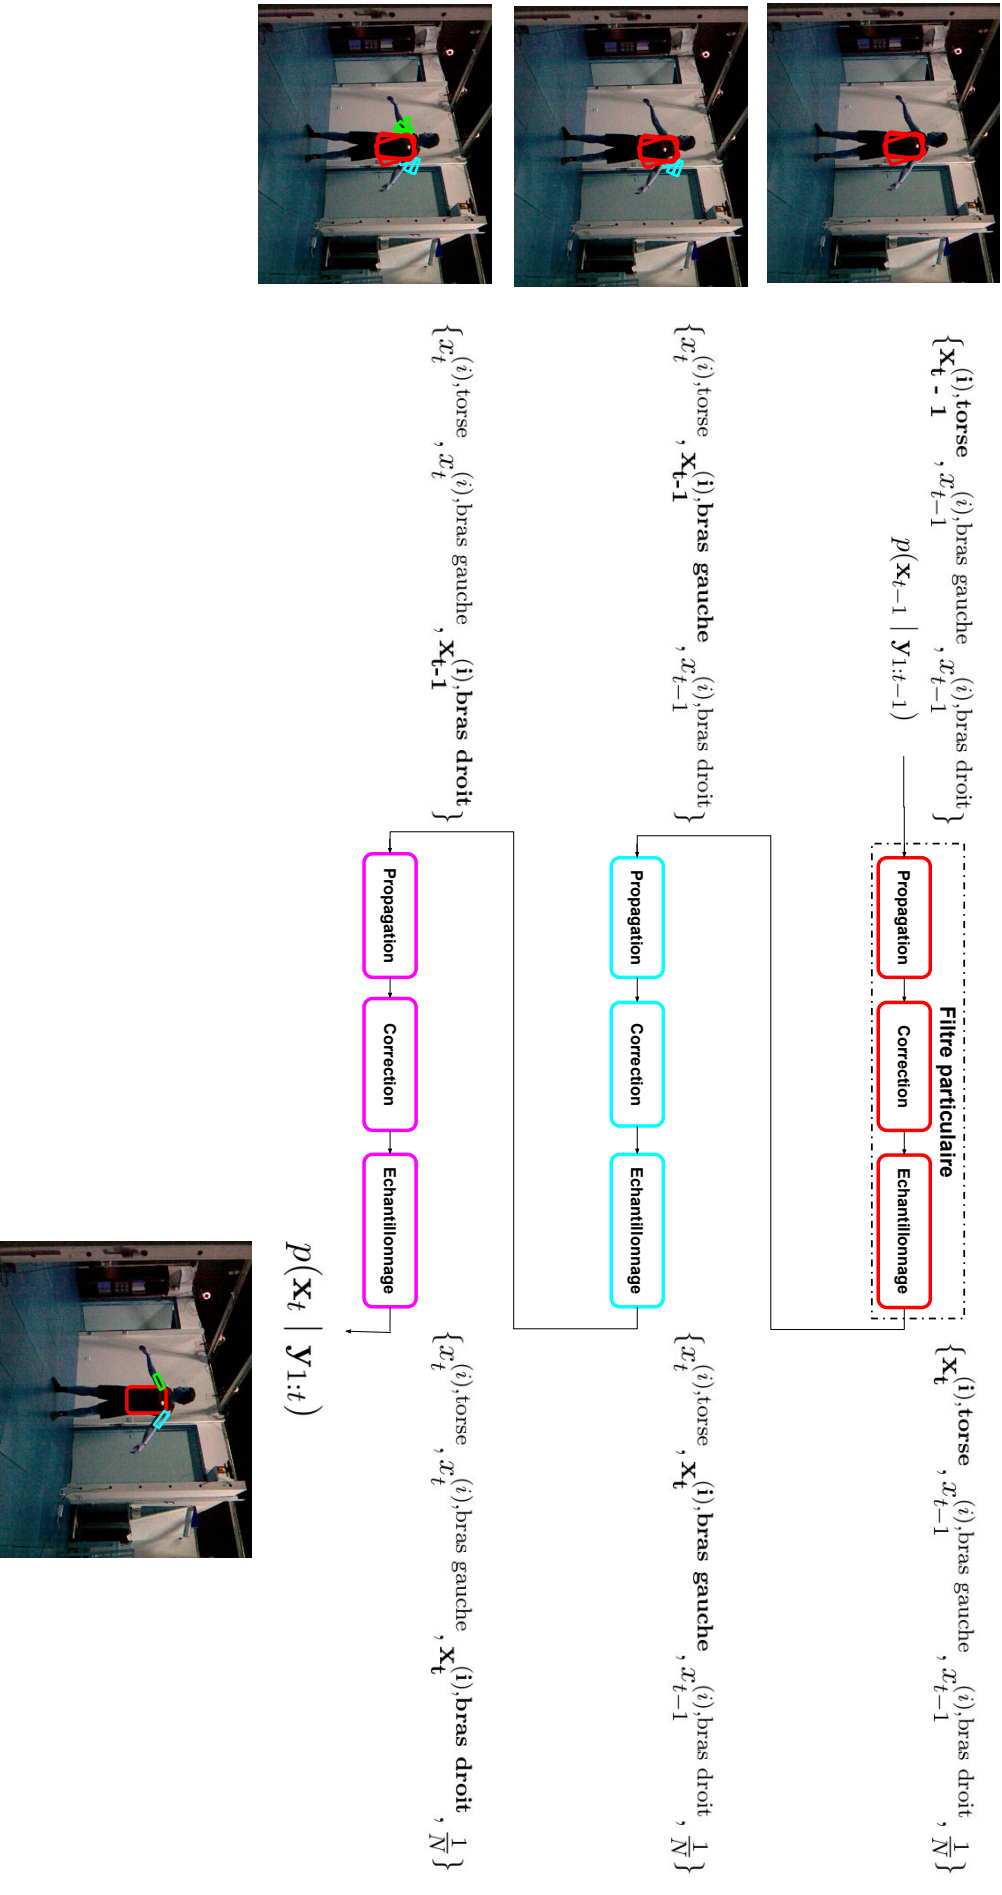 {𝐱_{𝐭 - 𝟏}^{(𝐢),𝐭𝐨𝐫𝐬𝐞}, x_{t−1}^{(i),bras gauche}, x_{t−1}^{(i),bras droit}}
p(𝐱_{t−1} | 𝐲_{1:t−1})
Filtre particulaire
Propagation
Correction
Echantillonnage
{𝐱_𝐭^{(𝐢),𝐭𝐨𝐫𝐬𝐞}, x_{t−1}^{(i),bras gauche}, x_{t−1}^{(i),bras droit}, 1/N}
{x_t^{(i),torse}, 𝐱_{𝐭-𝟏}^{(𝐢),𝐛𝐫𝐚𝐬 𝐠𝐚𝐮𝐜𝐡𝐞}, x_{t−1}^{(i),bras droit}}
Propagation
Correction
Echantillonnage
{x_t^{(i),torse}, 𝐱_𝐭^{(𝐢),𝐛𝐫𝐚𝐬 𝐠𝐚𝐮𝐜𝐡𝐞}, x_{t−1}^{(i),bras droit}, 1/N}
{x_t^{(i),torse}, x_t^{(i),bras gauche}, 𝐱_{𝐭-𝟏}^{(𝐢),𝐛𝐫𝐚𝐬 𝐝𝐫𝐨𝐢𝐭}}
Propagation
Correction
Echantillonnage
{x_t^{(i),torse}, x_t^{(i),bras gauche}, 𝐱_𝐭^{(𝐢),𝐛𝐫𝐚𝐬 𝐝𝐫𝐨𝐢𝐭}, 1/N}
p(𝐱_t | 𝐲_{1:t})